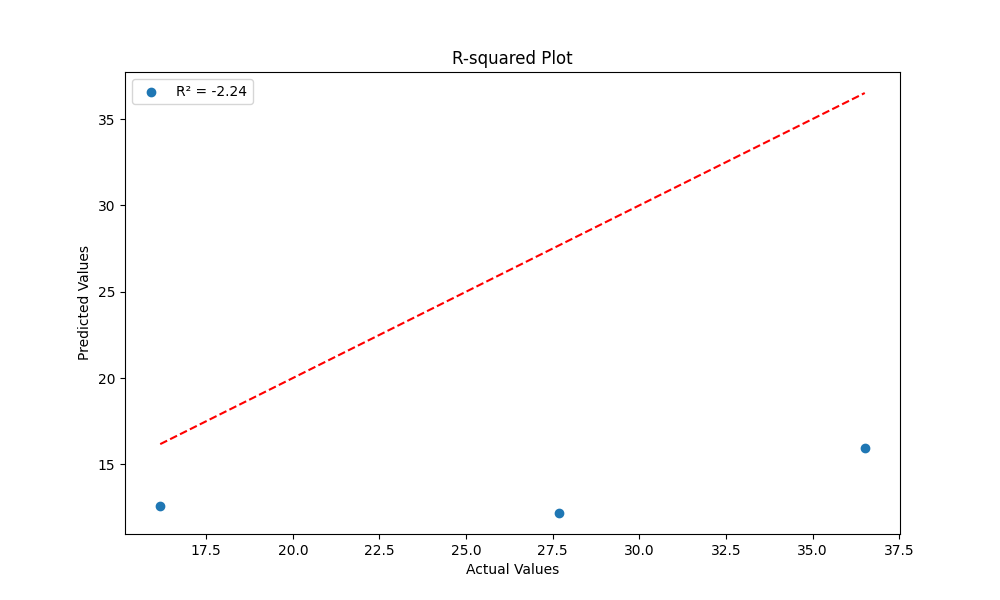 R-squared Plot
R² = -2.24
Predicted Values
35
30
25
20
15
17.5 20.0 22.5 25.0 27.5 30.0 32.5 35.0 37.5
Actual Values